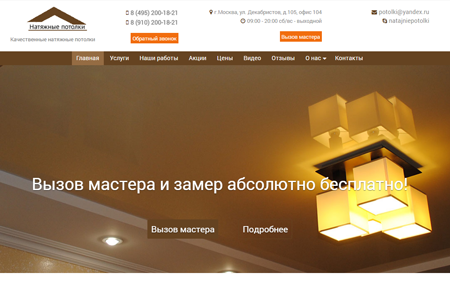 Натяжные потолки
Качественные натяжные потолки
8 (495) 200-18-21
8 (910) 200-18-21
Обратный звонок
г. Москва, ул. Декабристов, д.105, офис 104
09:00 - 20:00 сб/вс - выходной
Вызов мастера
potolki@yandex.ru
natajniepotolki
Главная Услуги Наши работы Акции Цены Видео Отзывы О нас Контакты
Вызов мастера и замер абсолютно бесплатно!
Вызов мастера Подробнее